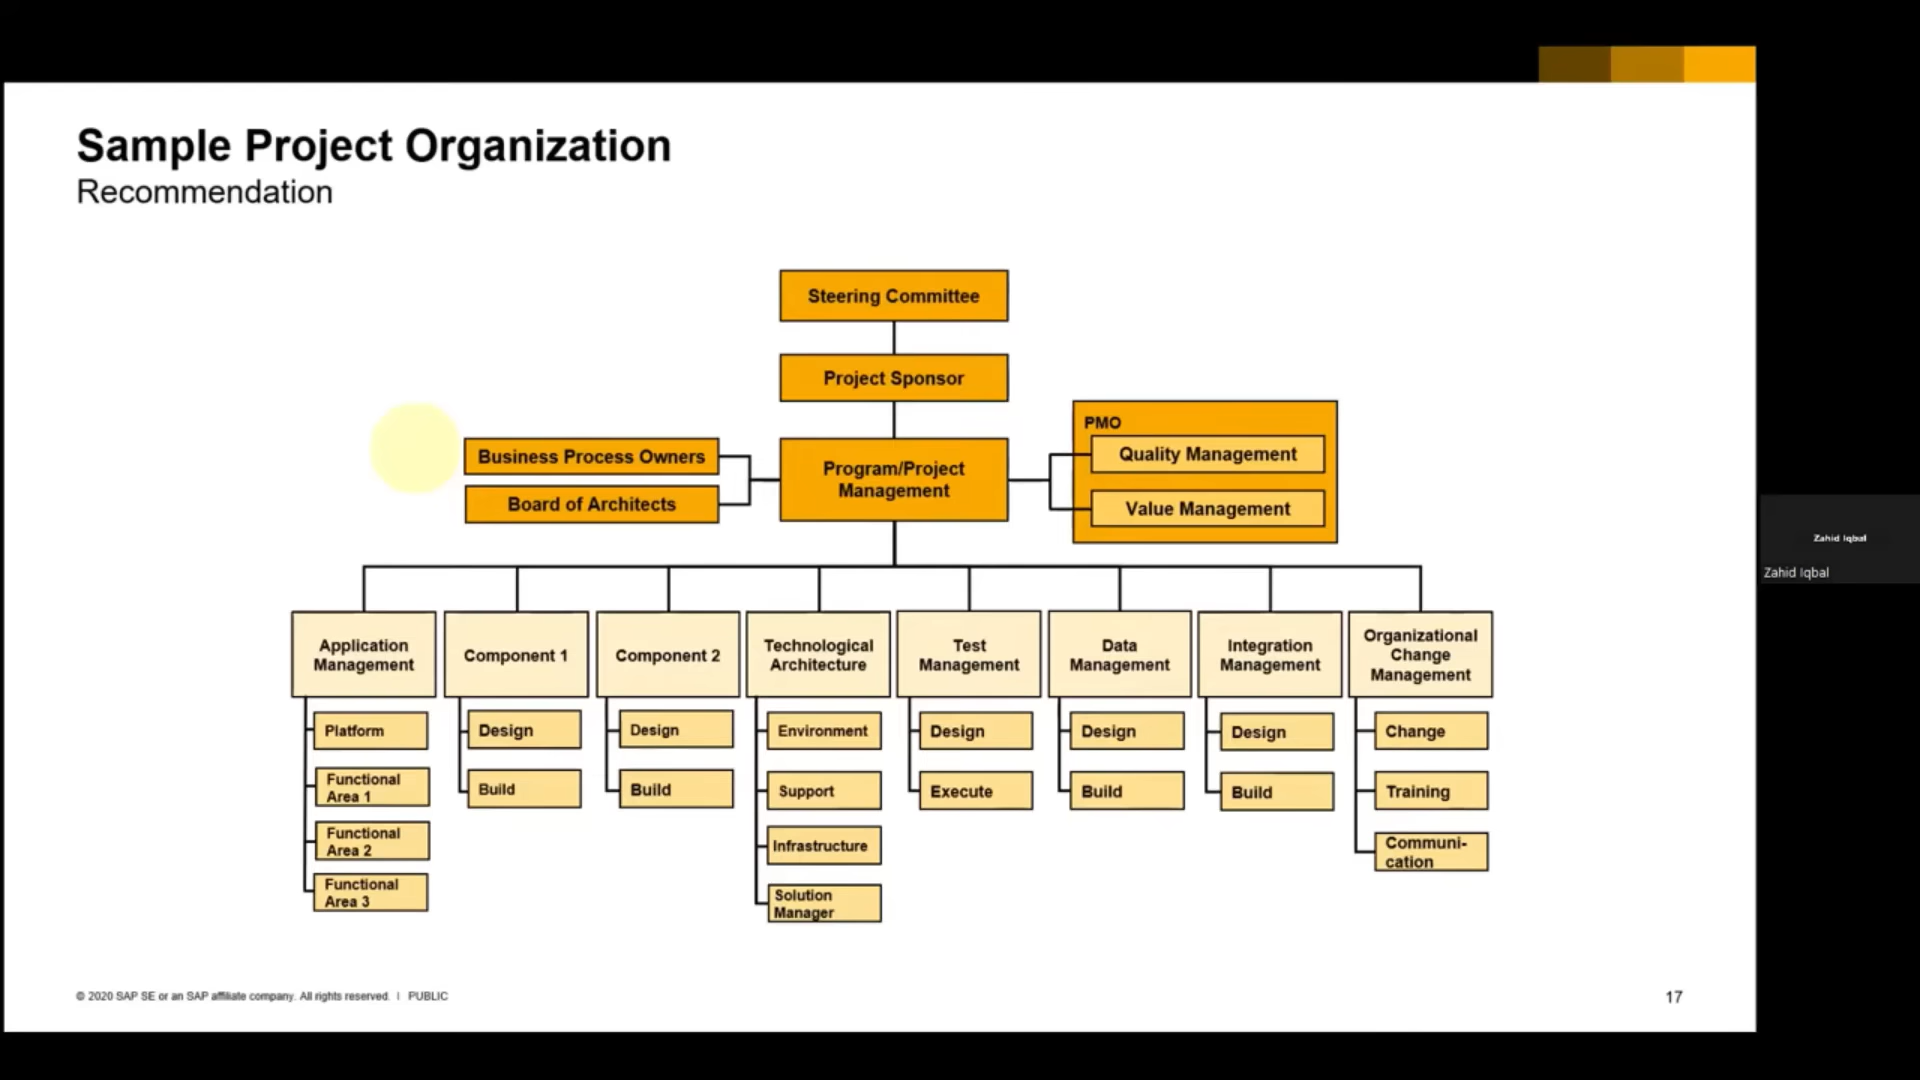 Sample Project Organization
Recommendation
Steering Committee
Project Sponsor
Business Process Owners
Board of Architects
Program/Project
Management
PMO
Quality Management
Value Management
Application
Management
Component 1
Component 2
Technological
Architecture
Test
Management
Data
Management
Integration
Management
Organizational
Change
Management
Platform
Functional
Area 1
Functional
Area 2
Functional
Area 3
Design
Build
Design
Build
Environment
Support
Infrastructure
Solution
Manager
Design
Execute
Design
Build
Design
Build
Change
Training
Communi-
cation
Zahid Iqbal
Zahid Iqbal
© 2020 SAP SE or an SAP affiliate company. All rights reserved. | PUBLIC
17